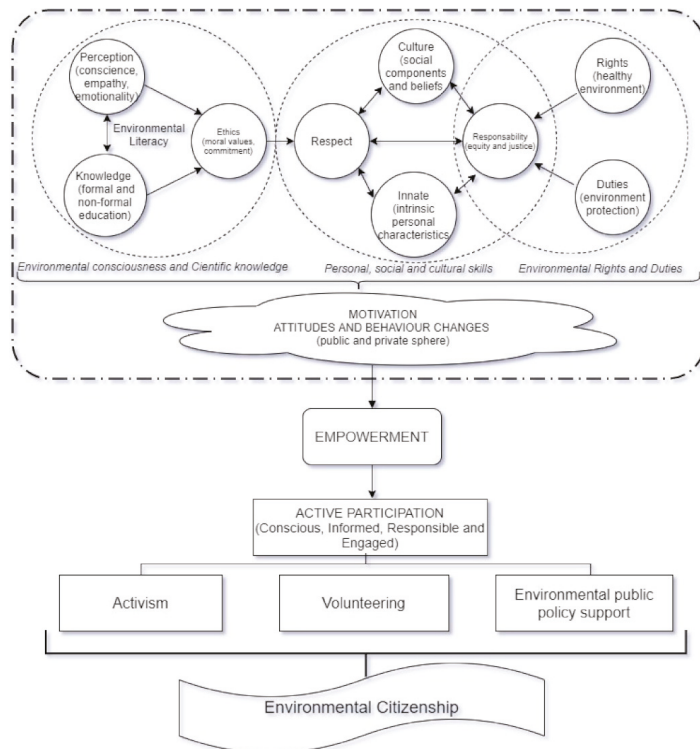 Perception
(conscience,
empathy,
emotionality)
Environmental
Literacy
Knowledge
(formal and
non-formal
education)
Ethics
(moral values,
commitment)
Respect
Culture
(social
components
and beliefs)
Innate
(intrinsic
personal
characteristics
Responsability
(equity and justice)
Rights
(healthy
environment)
Duties
(environment
protection)
Environmental consciousness and Cientific knowledge
Personal, social and cultural skills
Environmental Rights and Duties
MOTIVATION
ATTITUDES AND BEHAVIOUR CHANGES
(public and private sphere)
EMPOWERMENT
ACTIVE PARTICIPATION
(Conscious, Informed, Responsible and
Engaged)
Activism
Volunteering
Environmental public
policy support
Environmental Citizenship